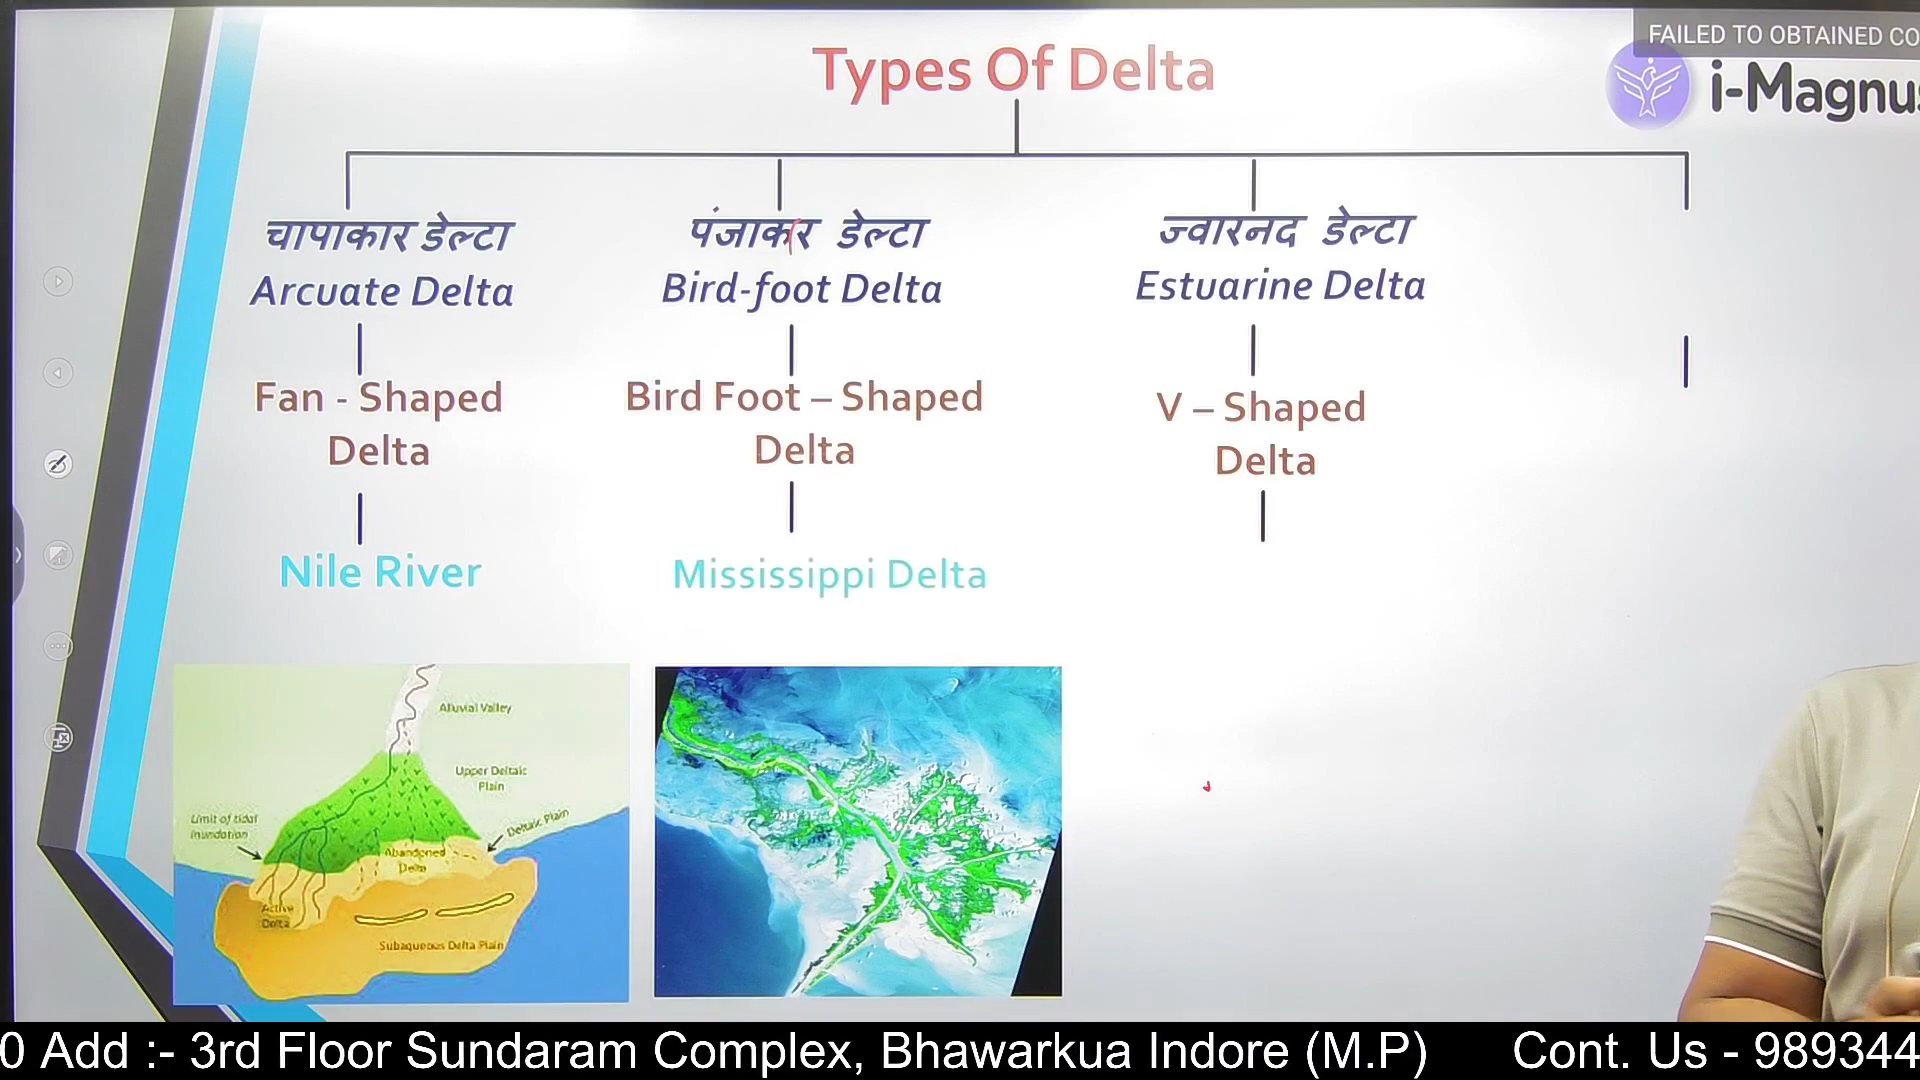 FAILED TO OBTAINED CO
Types Of Delta
i-Magnus
चापाकार डेल्टा
Arcuate Delta
Fan - Shaped
Delta
Nile River
पंजाकर डेल्टा
Bird-foot Delta
Bird Foot – Shaped
Delta
Mississippi Delta
ज्वारनद डेल्टा
Estuarine Delta
V – Shaped
Delta
Alluvial Valley
Upper Deltaic
Plain
Limit of tidal
inundation
Deltaic Plain
Abandoned
Delta
Active
Delta
Subaqueous Delta Plain
0 Add :- 3rd Floor Sundaram Complex, Bhawarkua Indore (M.P) Cont. Us - 989344